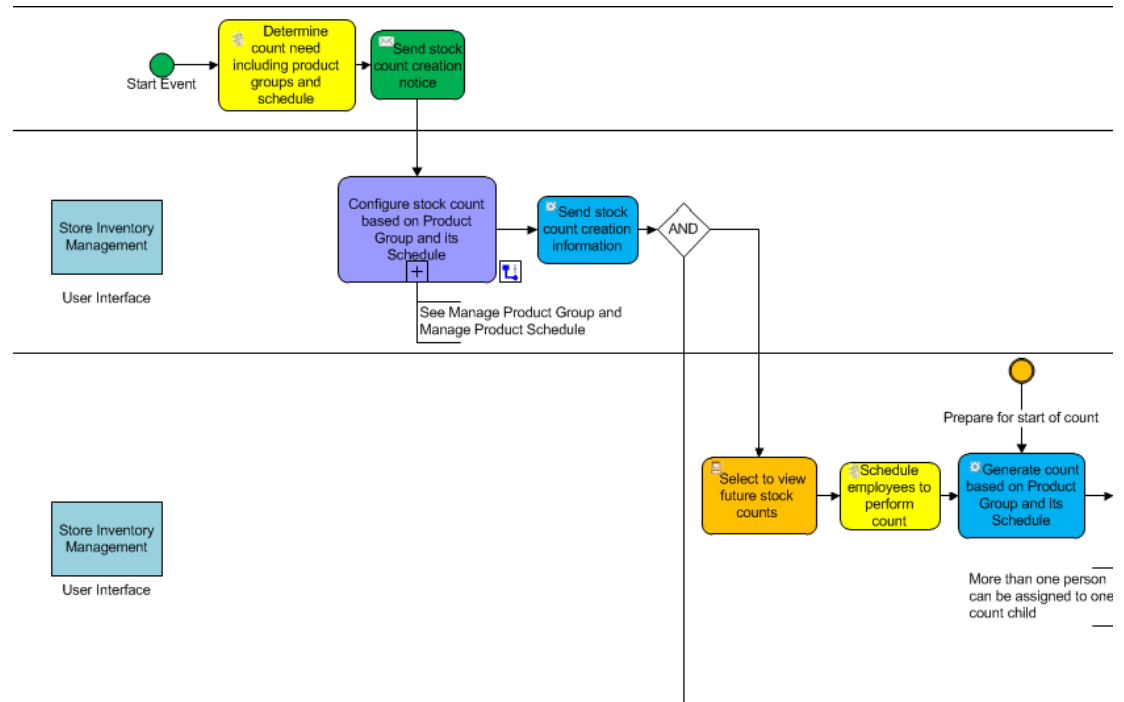 Determine
count need
including product
groups and
schedule
Send stock
count creation
notice
Start Event
Configure stock count
based on Product
Group and its
Schedule
Send stock
count creation
information
AND
Store Inventory
Management
User Interface
See Manage Product Group and
Manage Product Schedule
Prepare for start of count
Select to view
future stock
counts
Schedule
employees to
perform
count
Generate count
based on Product
Group and its
Schedule
Store Inventory
Management
User Interface
More than one person
can be assigned to one
count child